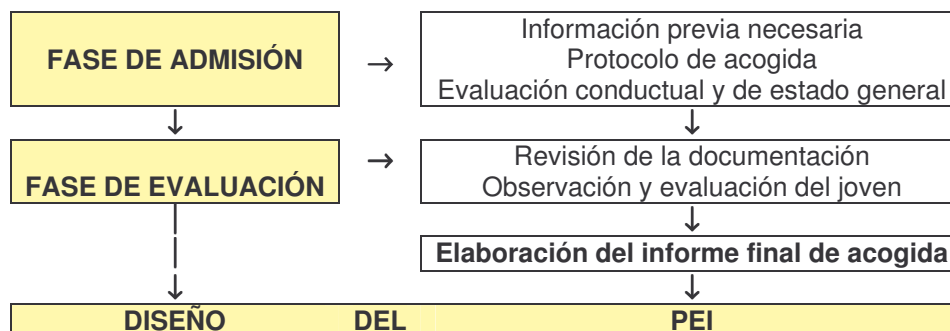 FASE DE ADMISIÓN
→
Información previa necesaria
Protocolo de acogida
Evaluación conductual y de estado general
↓
↓
FASE DE EVALUACIÓN
→
Revisión de la documentación
Observación y evaluación del joven
↓
Elaboración del informe final de acogida
↓
↓
DISEÑO DEL PEI